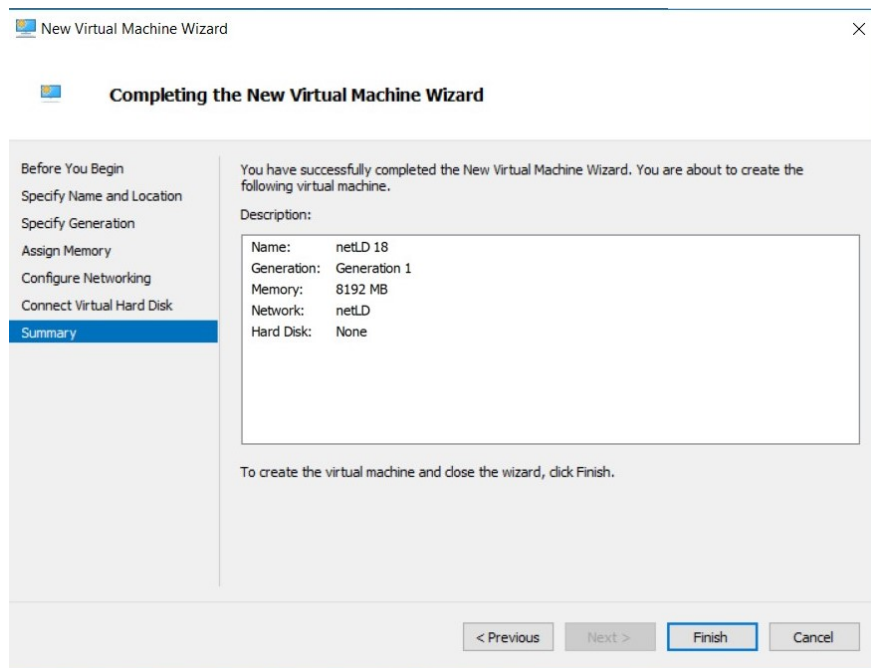 New Virtual Machine Wizard
Completing the New Virtual Machine Wizard
Before You Begin
Specify Name and Location
Specify Generation
Assign Memory
Configure Networking
Connect Virtual Hard Disk
Summary
You have successfully completed the New Virtual Machine Wizard. You are about to create the
following virtual machine.
Description:
Name: netLD 18
Generation: Generation 1
Memory: 8192 MB
Network: netLD
Hard Disk: None
To create the virtual machine and close the wizard, click Finish.
< Previous Next > Finish Cancel